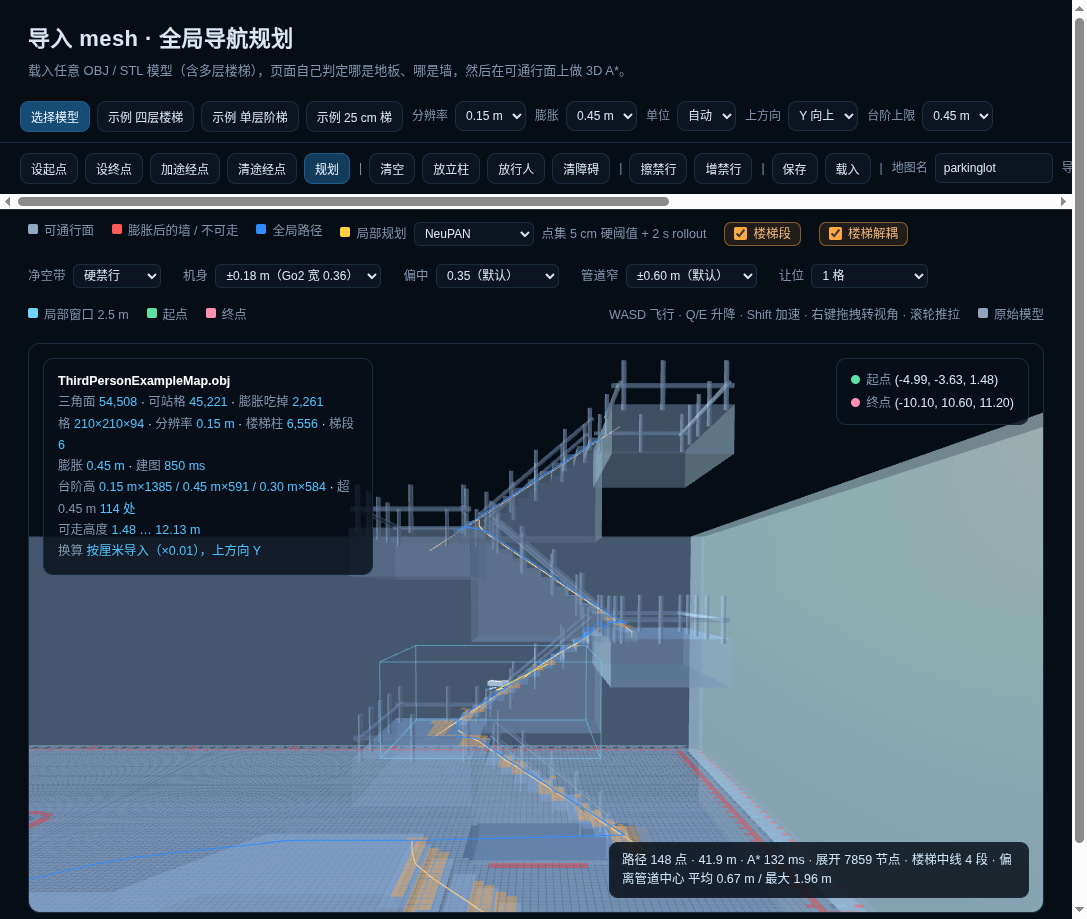 导入 mesh · 全局导航规划
载入任意 OBJ / STL 模型（含多层楼梯），页面自己判定哪是地板、哪是墙，然后在可通行面上做 3D A*。
选择模型 示例 四层楼梯 示例 单层阶梯 示例 25 cm 梯 分辨率 0.15 m 膨胀 0.45 m 单位 自动 上方向 Y 向上 台阶上限 0.45 m
设起点 设终点 加途经点 清途经点 规划 | 清空 放立柱 放行人 清障碍 | 擦禁行 增禁行 | 保存 载入 | 地图名 parkinglot 导
可通行面 膨胀后的墙 / 不可走 全局路径 局部规划 NeuPAN 点集 5 cm 硬阈值 + 2 s rollout 楼梯段 楼梯解耦
净空带 硬禁行 机身 ±0.18 m（Go2 宽 0.36） 偏中 0.35（默认） 管道窄 ±0.60 m（默认） 让位 1 格
局部窗口 2.5 m 起点 终点 WASD 飞行 · Q/E 升降 · Shift 加速 · 右键拖拽转视角 · 滚轮推拉 原始模型
ThirdPersonExampleMap.obj
三角面 54,508 · 可站格 45,221 · 膨胀吃掉 2,261
格 210×210×94 · 分辨率 0.15 m · 楼梯柱 6,556 · 梯段
6
膨胀 0.45 m · 建图 850 ms
台阶高 0.15 m×1385 / 0.45 m×591 / 0.30 m×584 · 超
0.45 m 114 处
可走高度 1.48 … 12.13 m
换算 按厘米导入（×0.01），上方向 Y
起点 (-4.99, -3.63, 1.48)
终点 (-10.10, 10.60, 11.20)
路径 148 点 · 41.9 m · A* 132 ms · 展开 7859 节点 · 楼梯中线 4 段 · 偏
离管道中心 平均 0.67 m / 最大 1.96 m